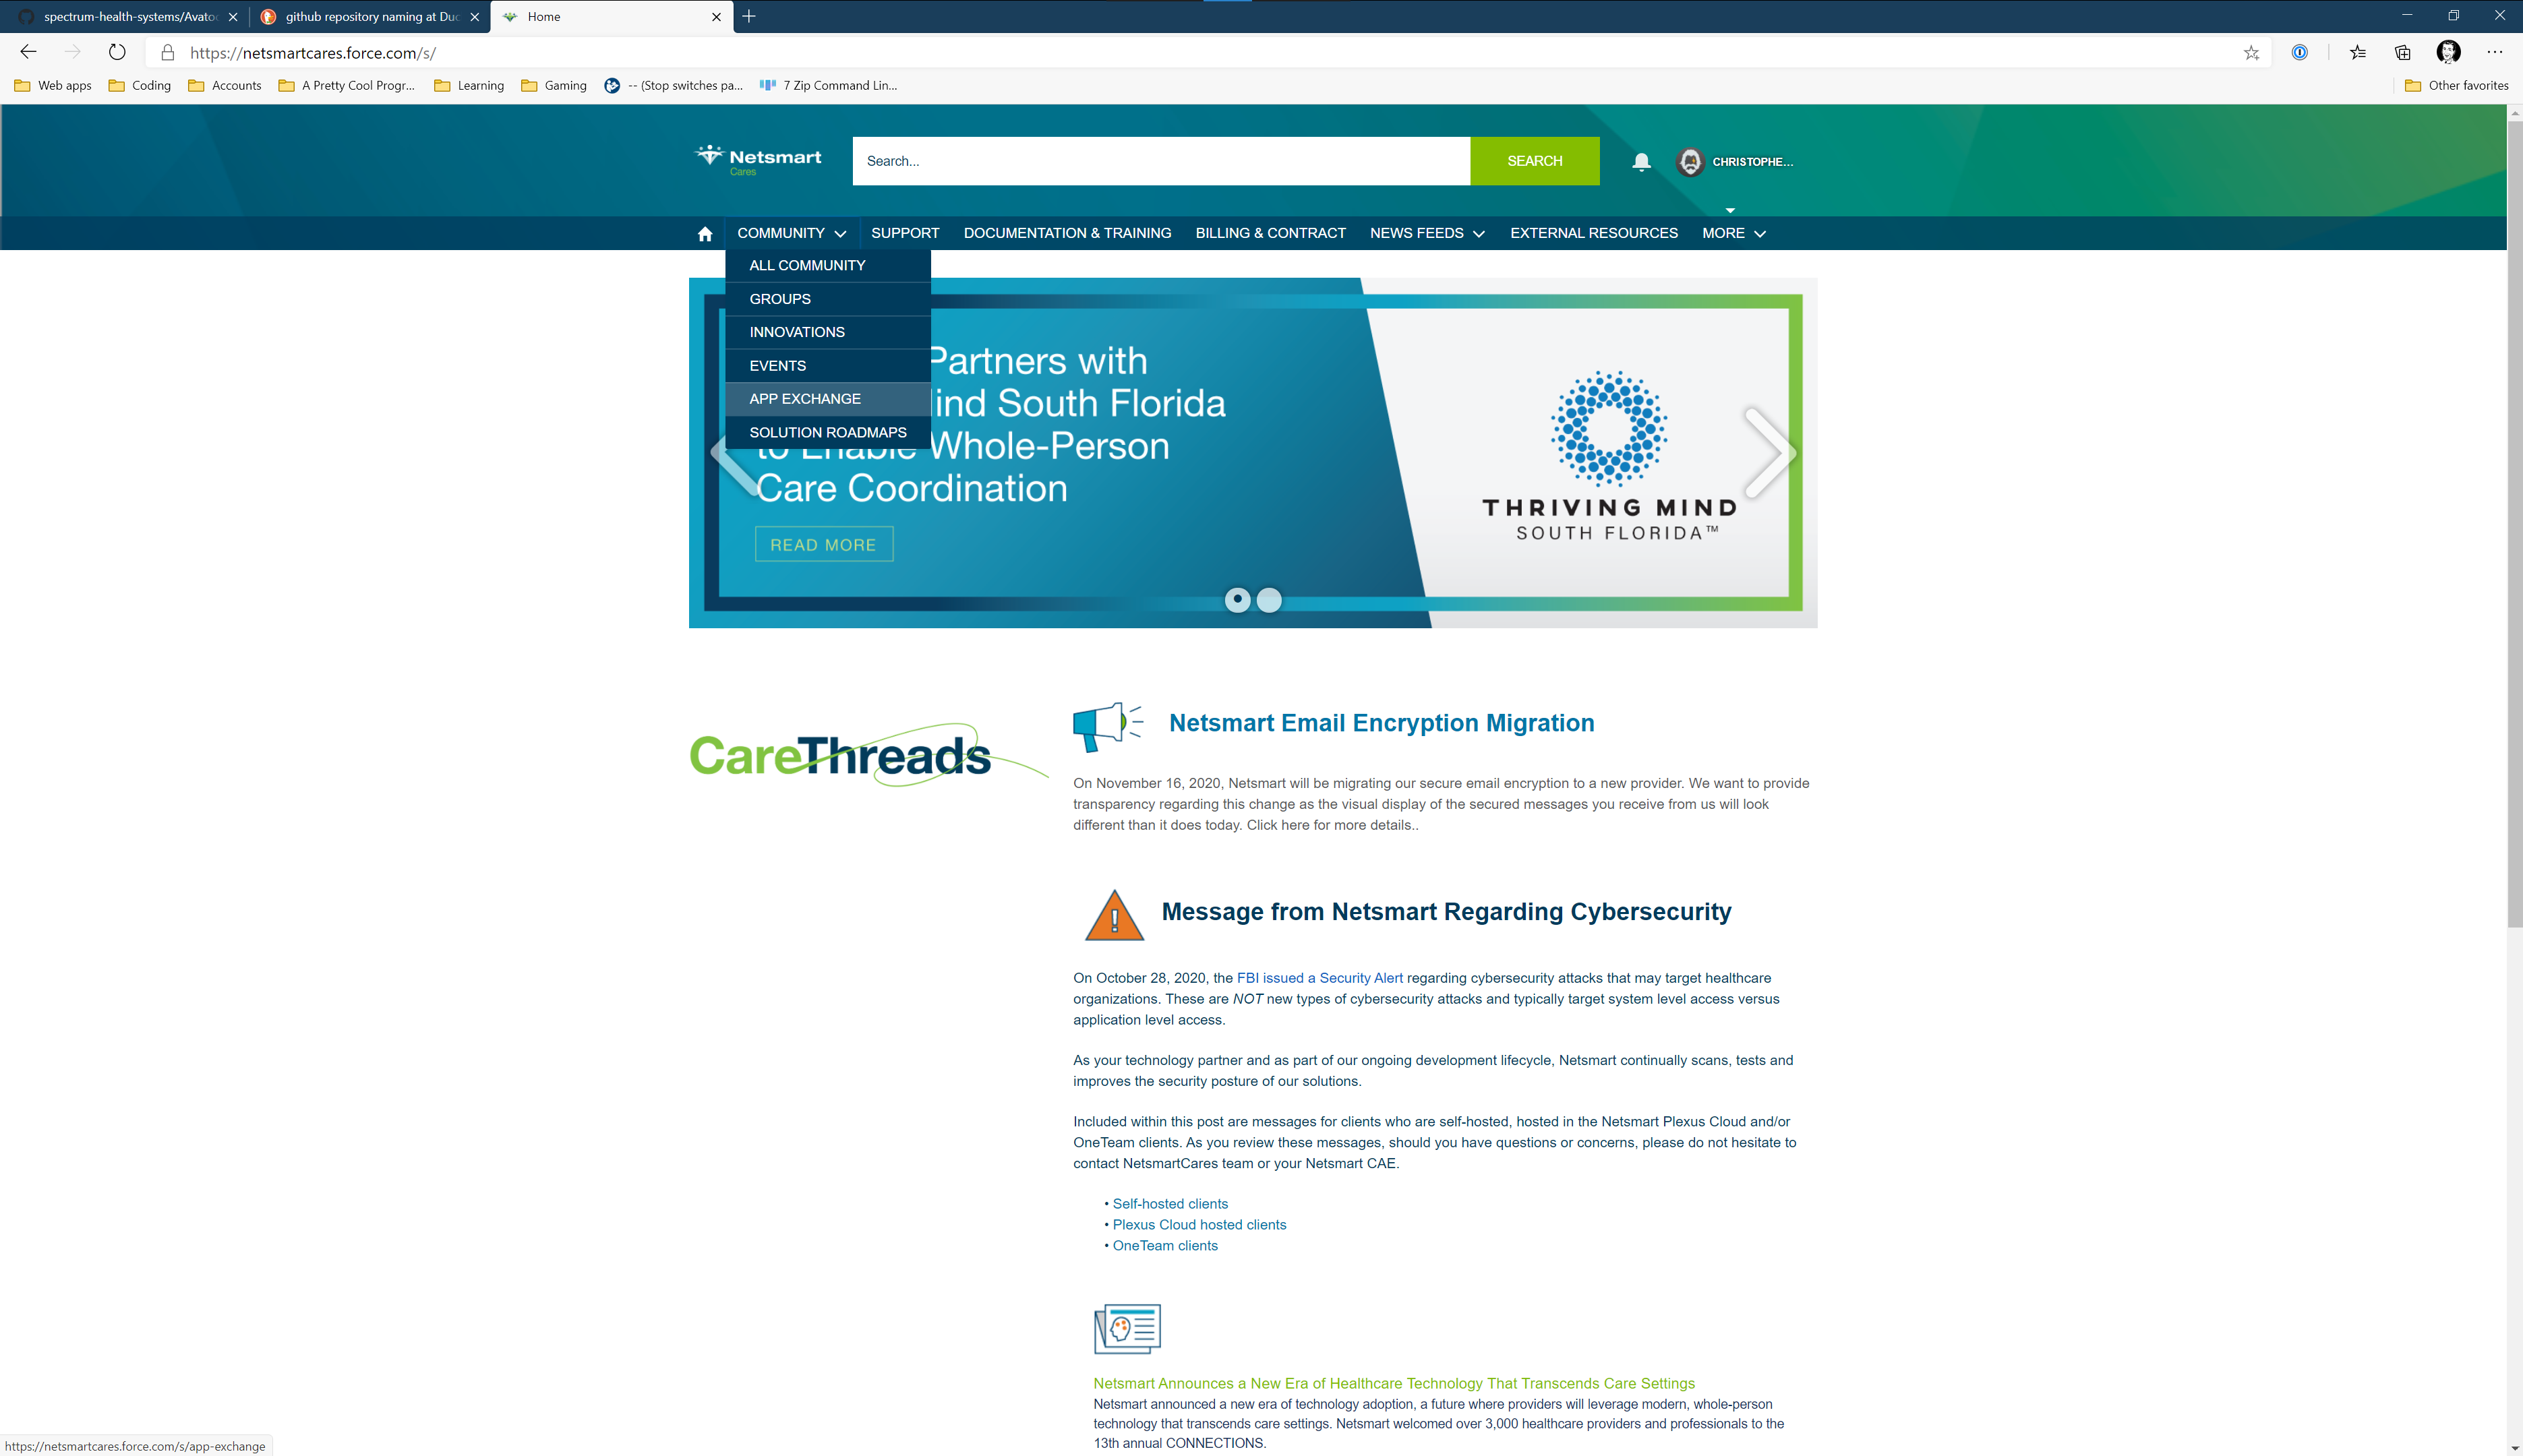 spectrum-health-systems/Avato
github repository naming at Du
Home
https://netsmartcares.force.com/s/
Web apps
Coding
Accounts
A Pretty Cool Progr...
Learning
Gaming
-- (Stop switches pa...
7 Zip Command Lin...
Other favorites
Netsmart
Cares
Search...
SEARCH
CHRISTOPHE...
COMMUNITY
SUPPORT
DOCUMENTATION & TRAINING
BILLING & CONTRACT
NEWS FEEDS
EXTERNAL RESOURCES
MORE
ALL COMMUNITY
GROUPS
INNOVATIONS
EVENTS
APP EXCHANGE
SOLUTION ROADMAPS
Partners with
ind South Florida
to Enable Whole-Person
Care Coordination
READ MORE
THRIVING MIND
SOUTH FLORIDA™
CareThreads
Netsmart Email Encryption Migration
On November 16, 2020, Netsmart will be migrating our secure email encryption to a new provider. We want to provide
transparency regarding this change as the visual display of the secured messages you receive from us will look
different than it does today. Click here for more details..
Message from Netsmart Regarding Cybersecurity
On October 28, 2020, the FBI issued a Security Alert regarding cybersecurity attacks that may target healthcare
organizations. These are NOT new types of cybersecurity attacks and typically target system level access versus
application level access.
As your technology partner and as part of our ongoing development lifecycle, Netsmart continually scans, tests and
improves the security posture of our solutions.
Included within this post are messages for clients who are self-hosted, hosted in the Netsmart Plexus Cloud and/or
OneTeam clients. As you review these messages, should you have questions or concerns, please do not hesitate to
contact NetsmartCares team or your Netsmart CAE.
• Self-hosted clients
• Plexus Cloud hosted clients
• OneTeam clients
Netsmart Announces a New Era of Healthcare Technology That Transcends Care Settings
Netsmart announced a new era of technology adoption, a future where providers will leverage modern, whole-person
technology that transcends care settings. Netsmart welcomed over 3,000 healthcare providers and professionals to the
13th annual CONNECTIONS.
https://netsmartcares.force.com/s/app-exchange